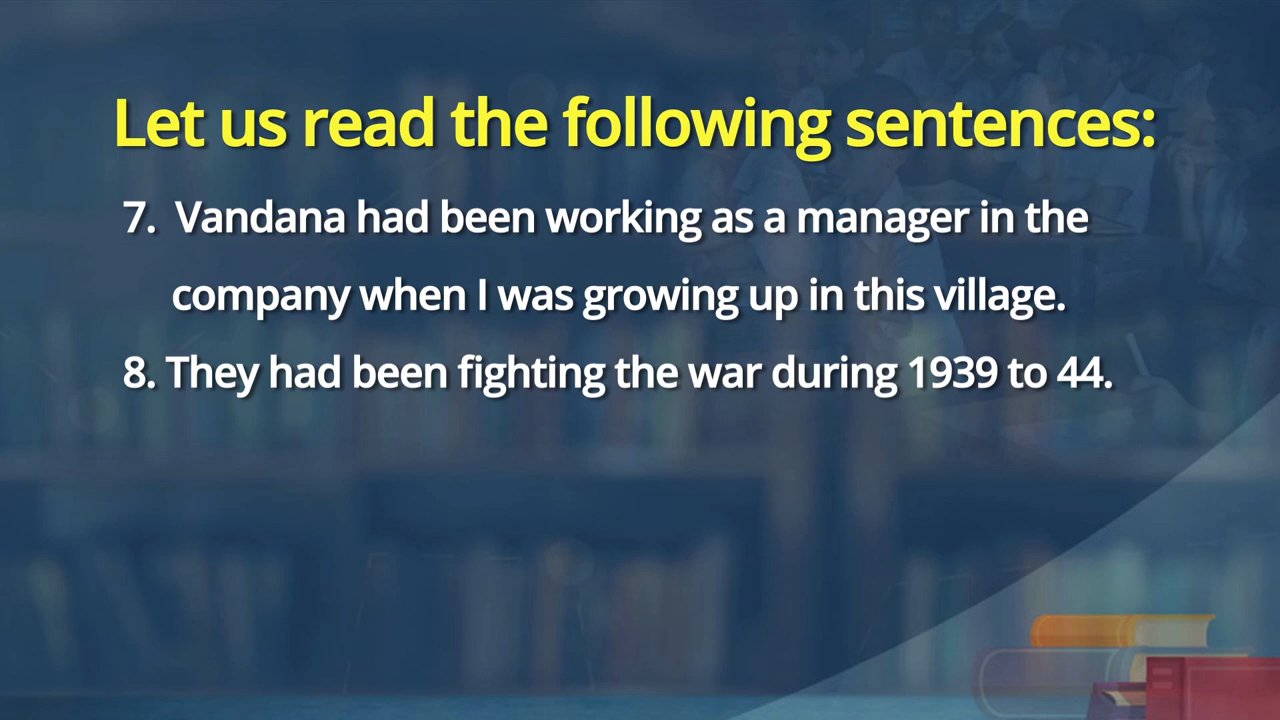 Let us read the following sentences:
7. Vandana had been working as a manager in the
company when I was growing up in this village.
8. They had been fighting the war during 1939 to 44.